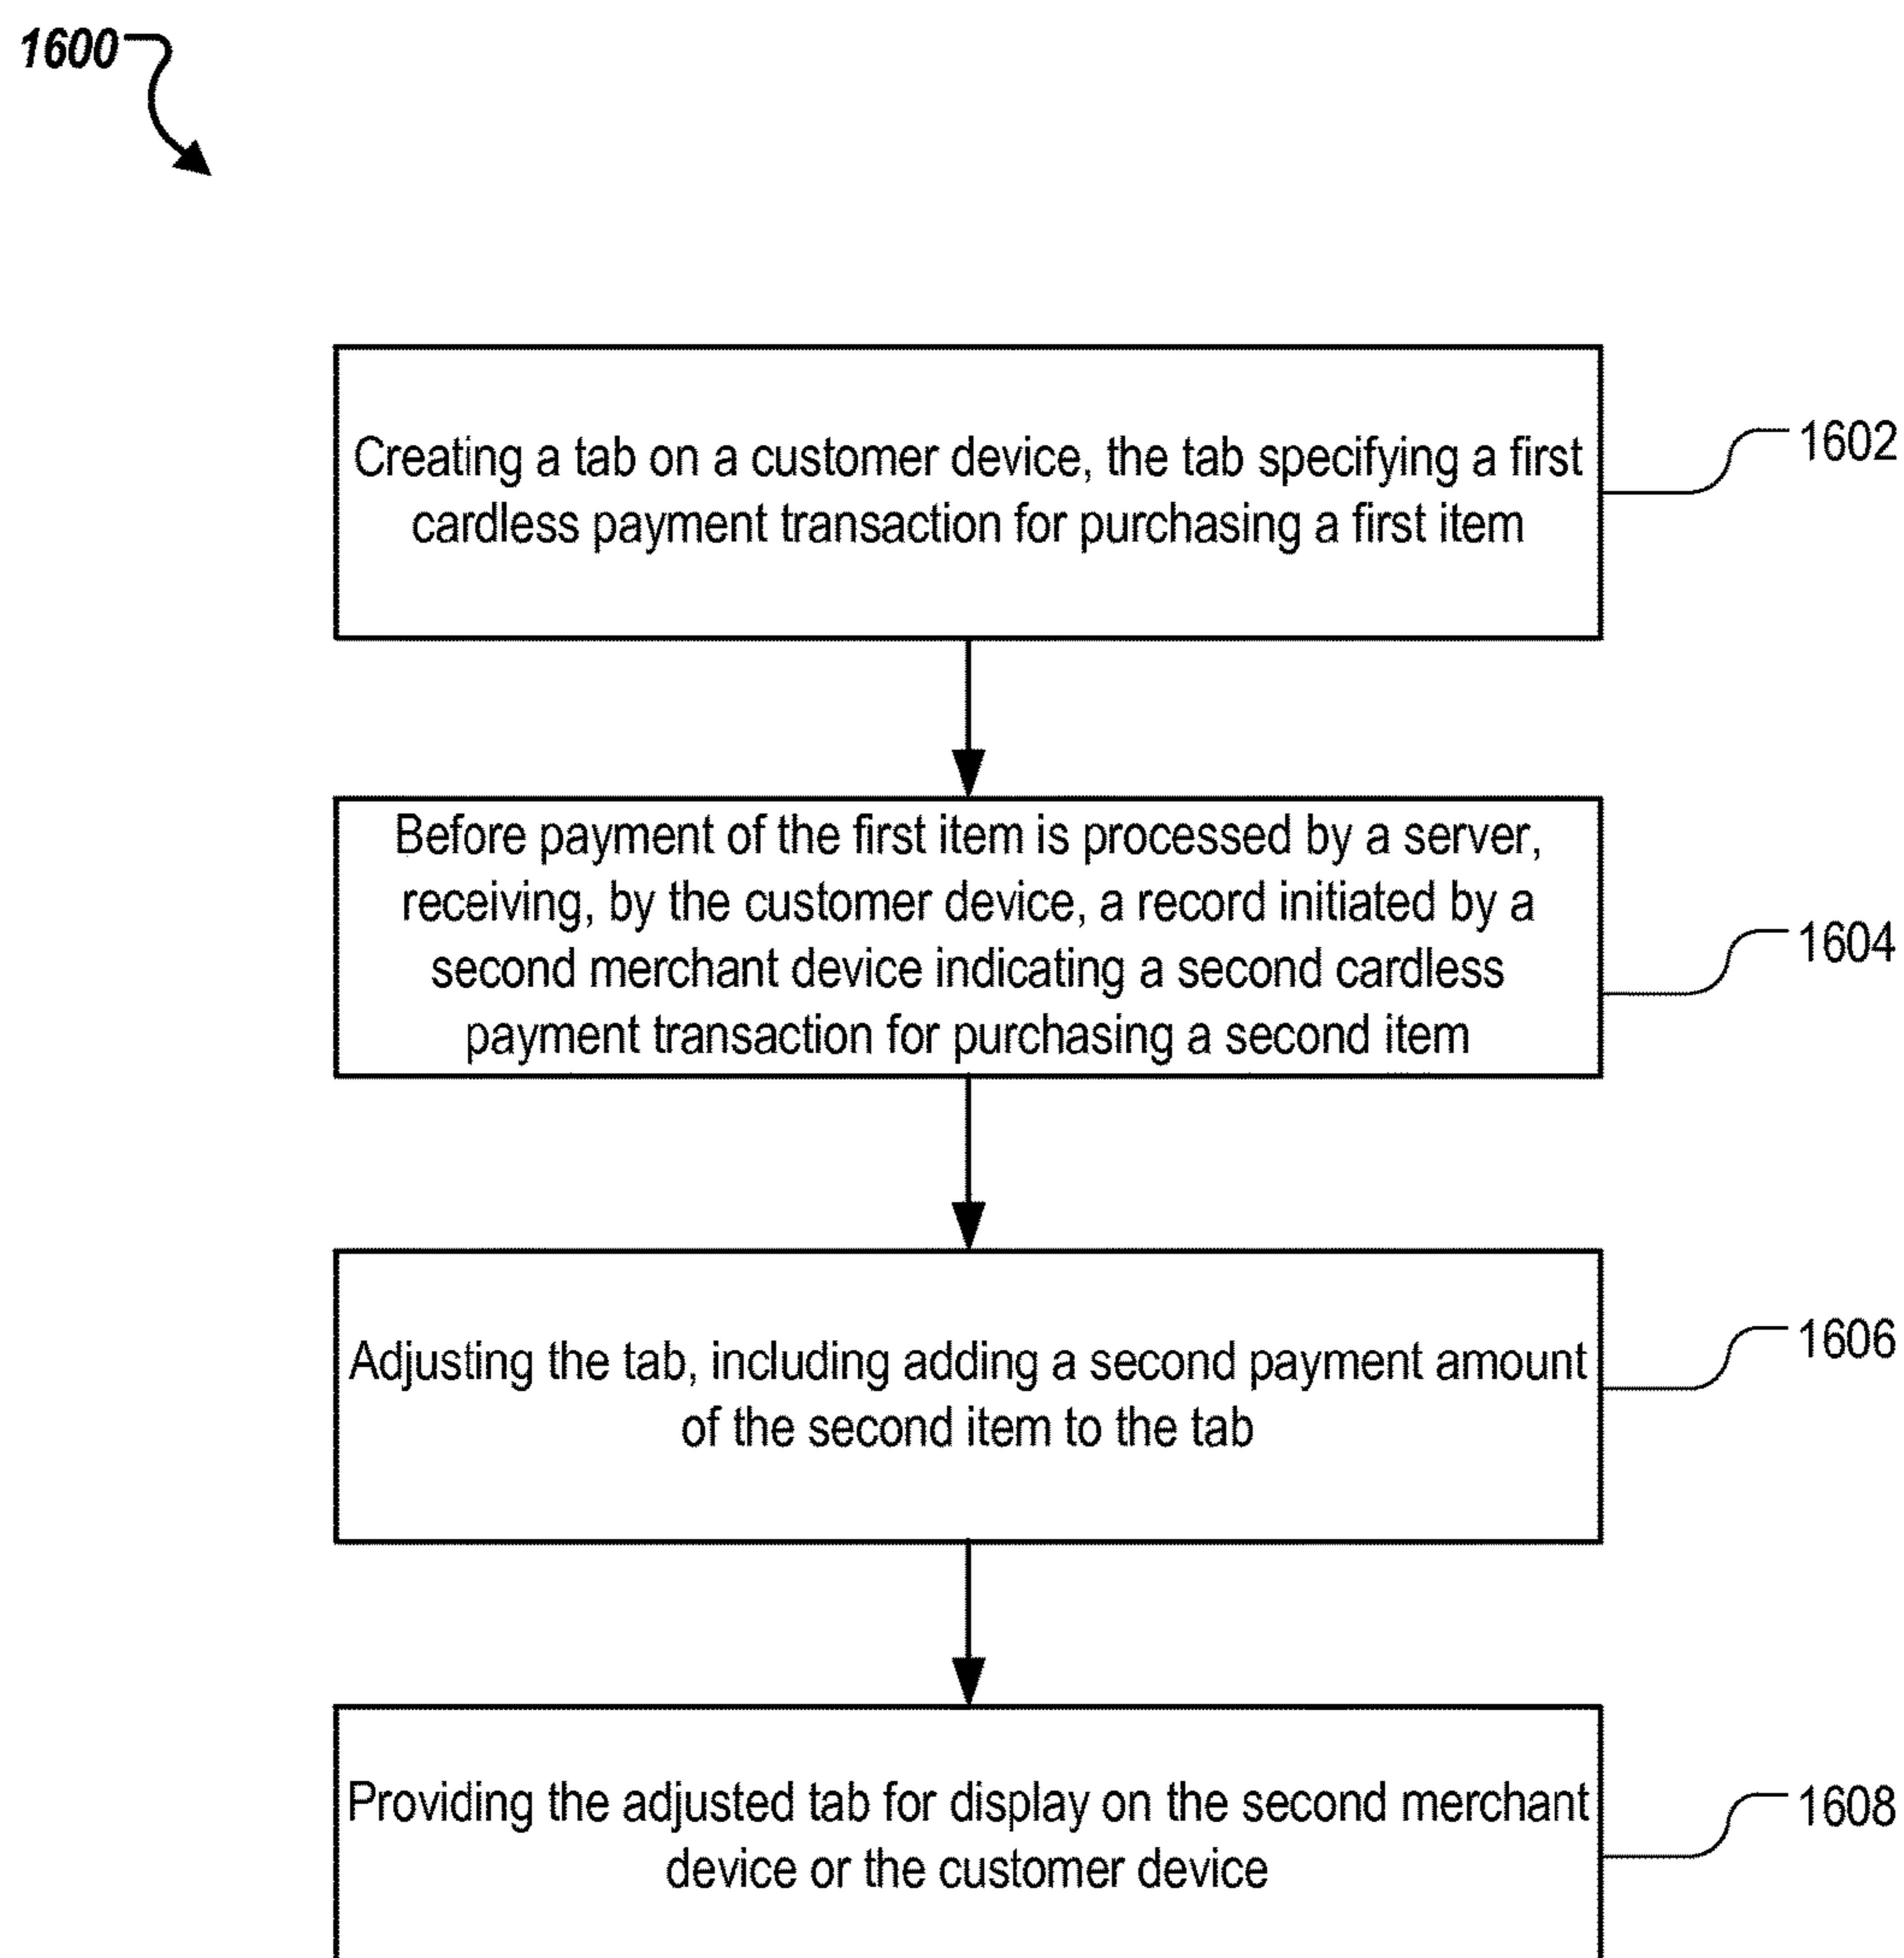 1600
Creating a tab on a customer device, the tab specifying a first
cardless payment transaction for purchasing a first item
1602
Before payment of the first item is processed by a server,
receiving, by the customer device, a record initiated by a
second merchant device indicating a second cardless
payment transaction for purchasing a second item
1604
Adjusting the tab, including adding a second payment amount
of the second item to the tab
1606
Providing the adjusted tab for display on the second merchant
device or the customer device
1608